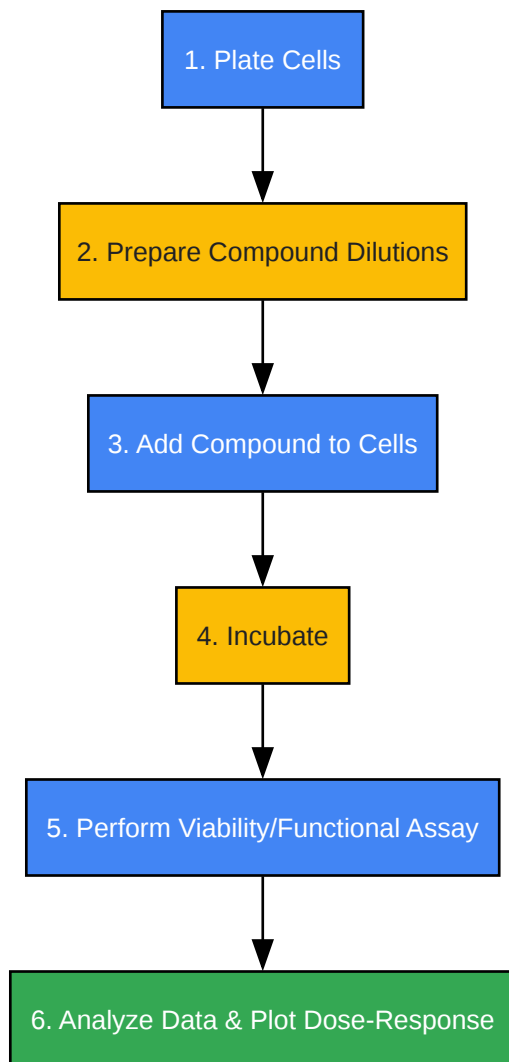 1. Plate Cells
2. Prepare Compound Dilutions
3. Add Compound to Cells
4. Incubate
5. Perform Viability/Functional Assay
6. Analyze Data & Plot Dose-Response